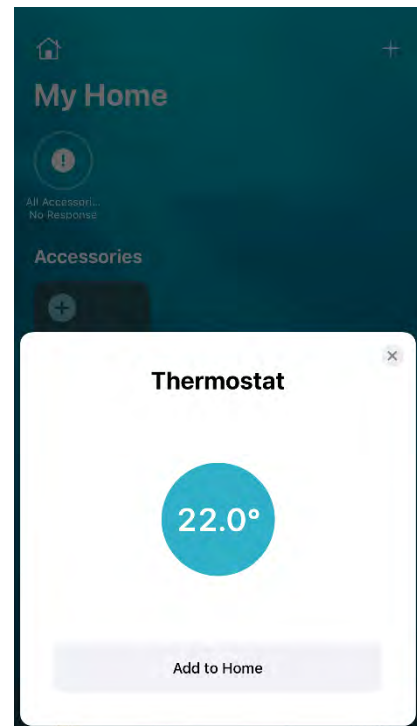 My Home
All Accessori...
No Response
Accessories
Thermostat
22.0°
Add to Home